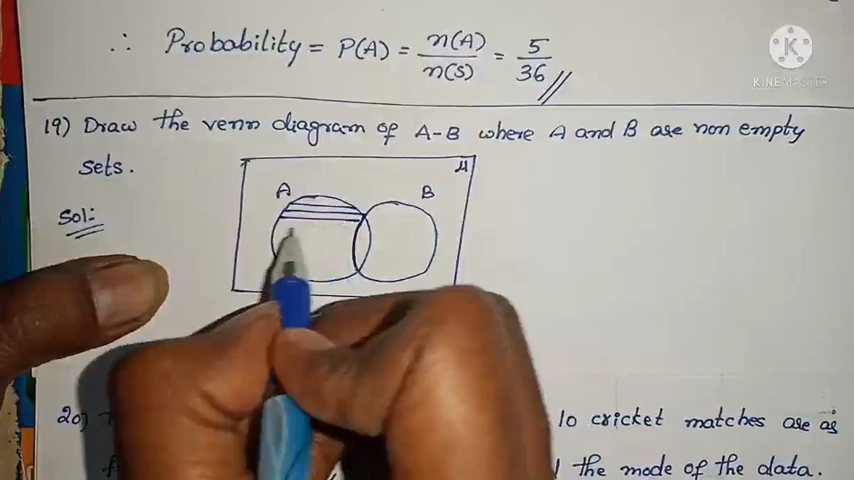 ∴ Probability = P(A) = n(A)/n(S) = 5/36 //
K
KINEMASTER
19) Draw the venn diagram of A-B where A and B are non empty
sets.
μ
A B
Sol:-
20) 10 cricket matches are as
the mode of the data.